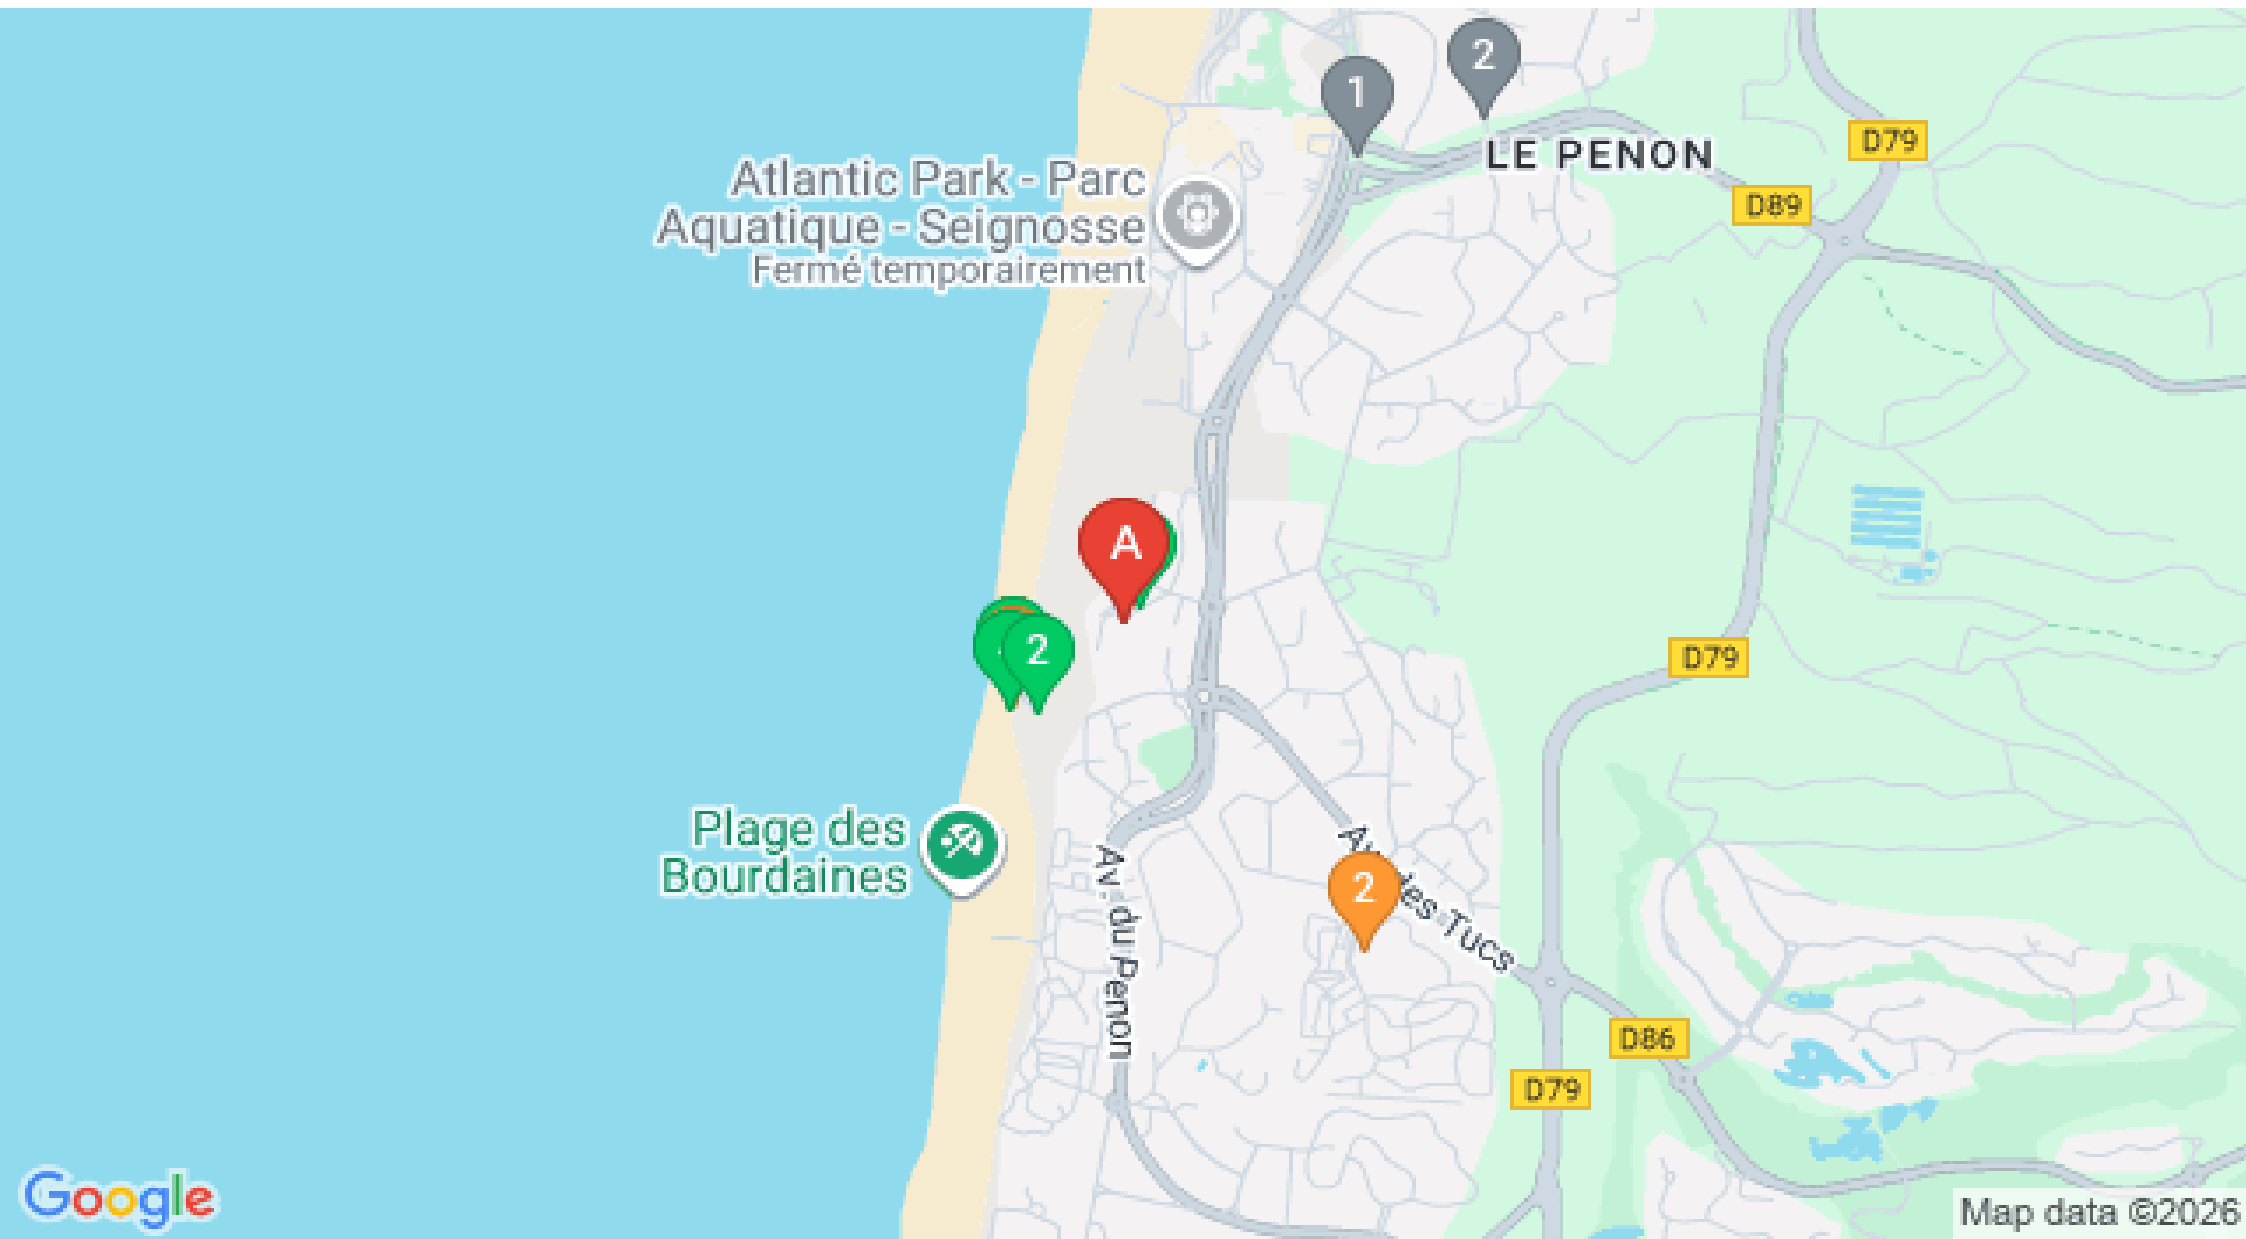 2
1
D79
LE PENON
Atlantic Park - Parc
Aquatique - Seignosse
Fermé temporairement
D89
A
2
D79
Plage des
Bourdaines
Av. du Penon
2
des Tucs
D86
D79
Google
Map data ©2026